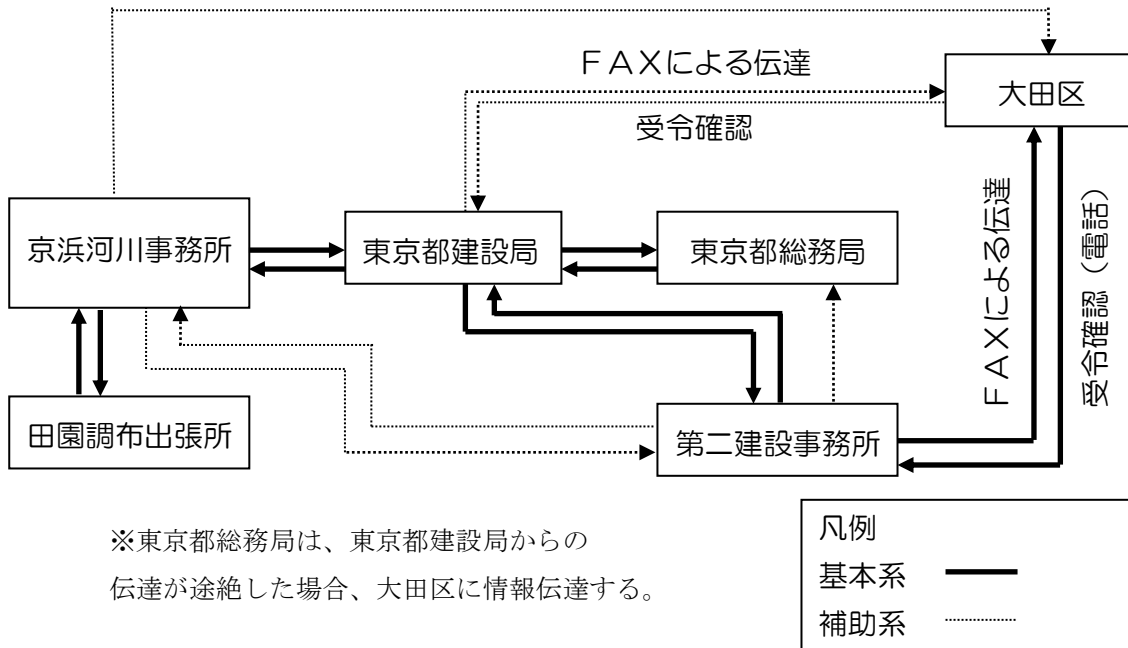 FAXによる伝達
大田区
受令確認
京浜河川事務所
東京都建設局
東京都総務局
FAXによる伝達
受令確認(電話)
田園調布出張所
第二建設事務所
※東京都総務局は、東京都建設局からの
伝達が途絶した場合、大田区に情報伝達する。
凡例
基本系
補助系